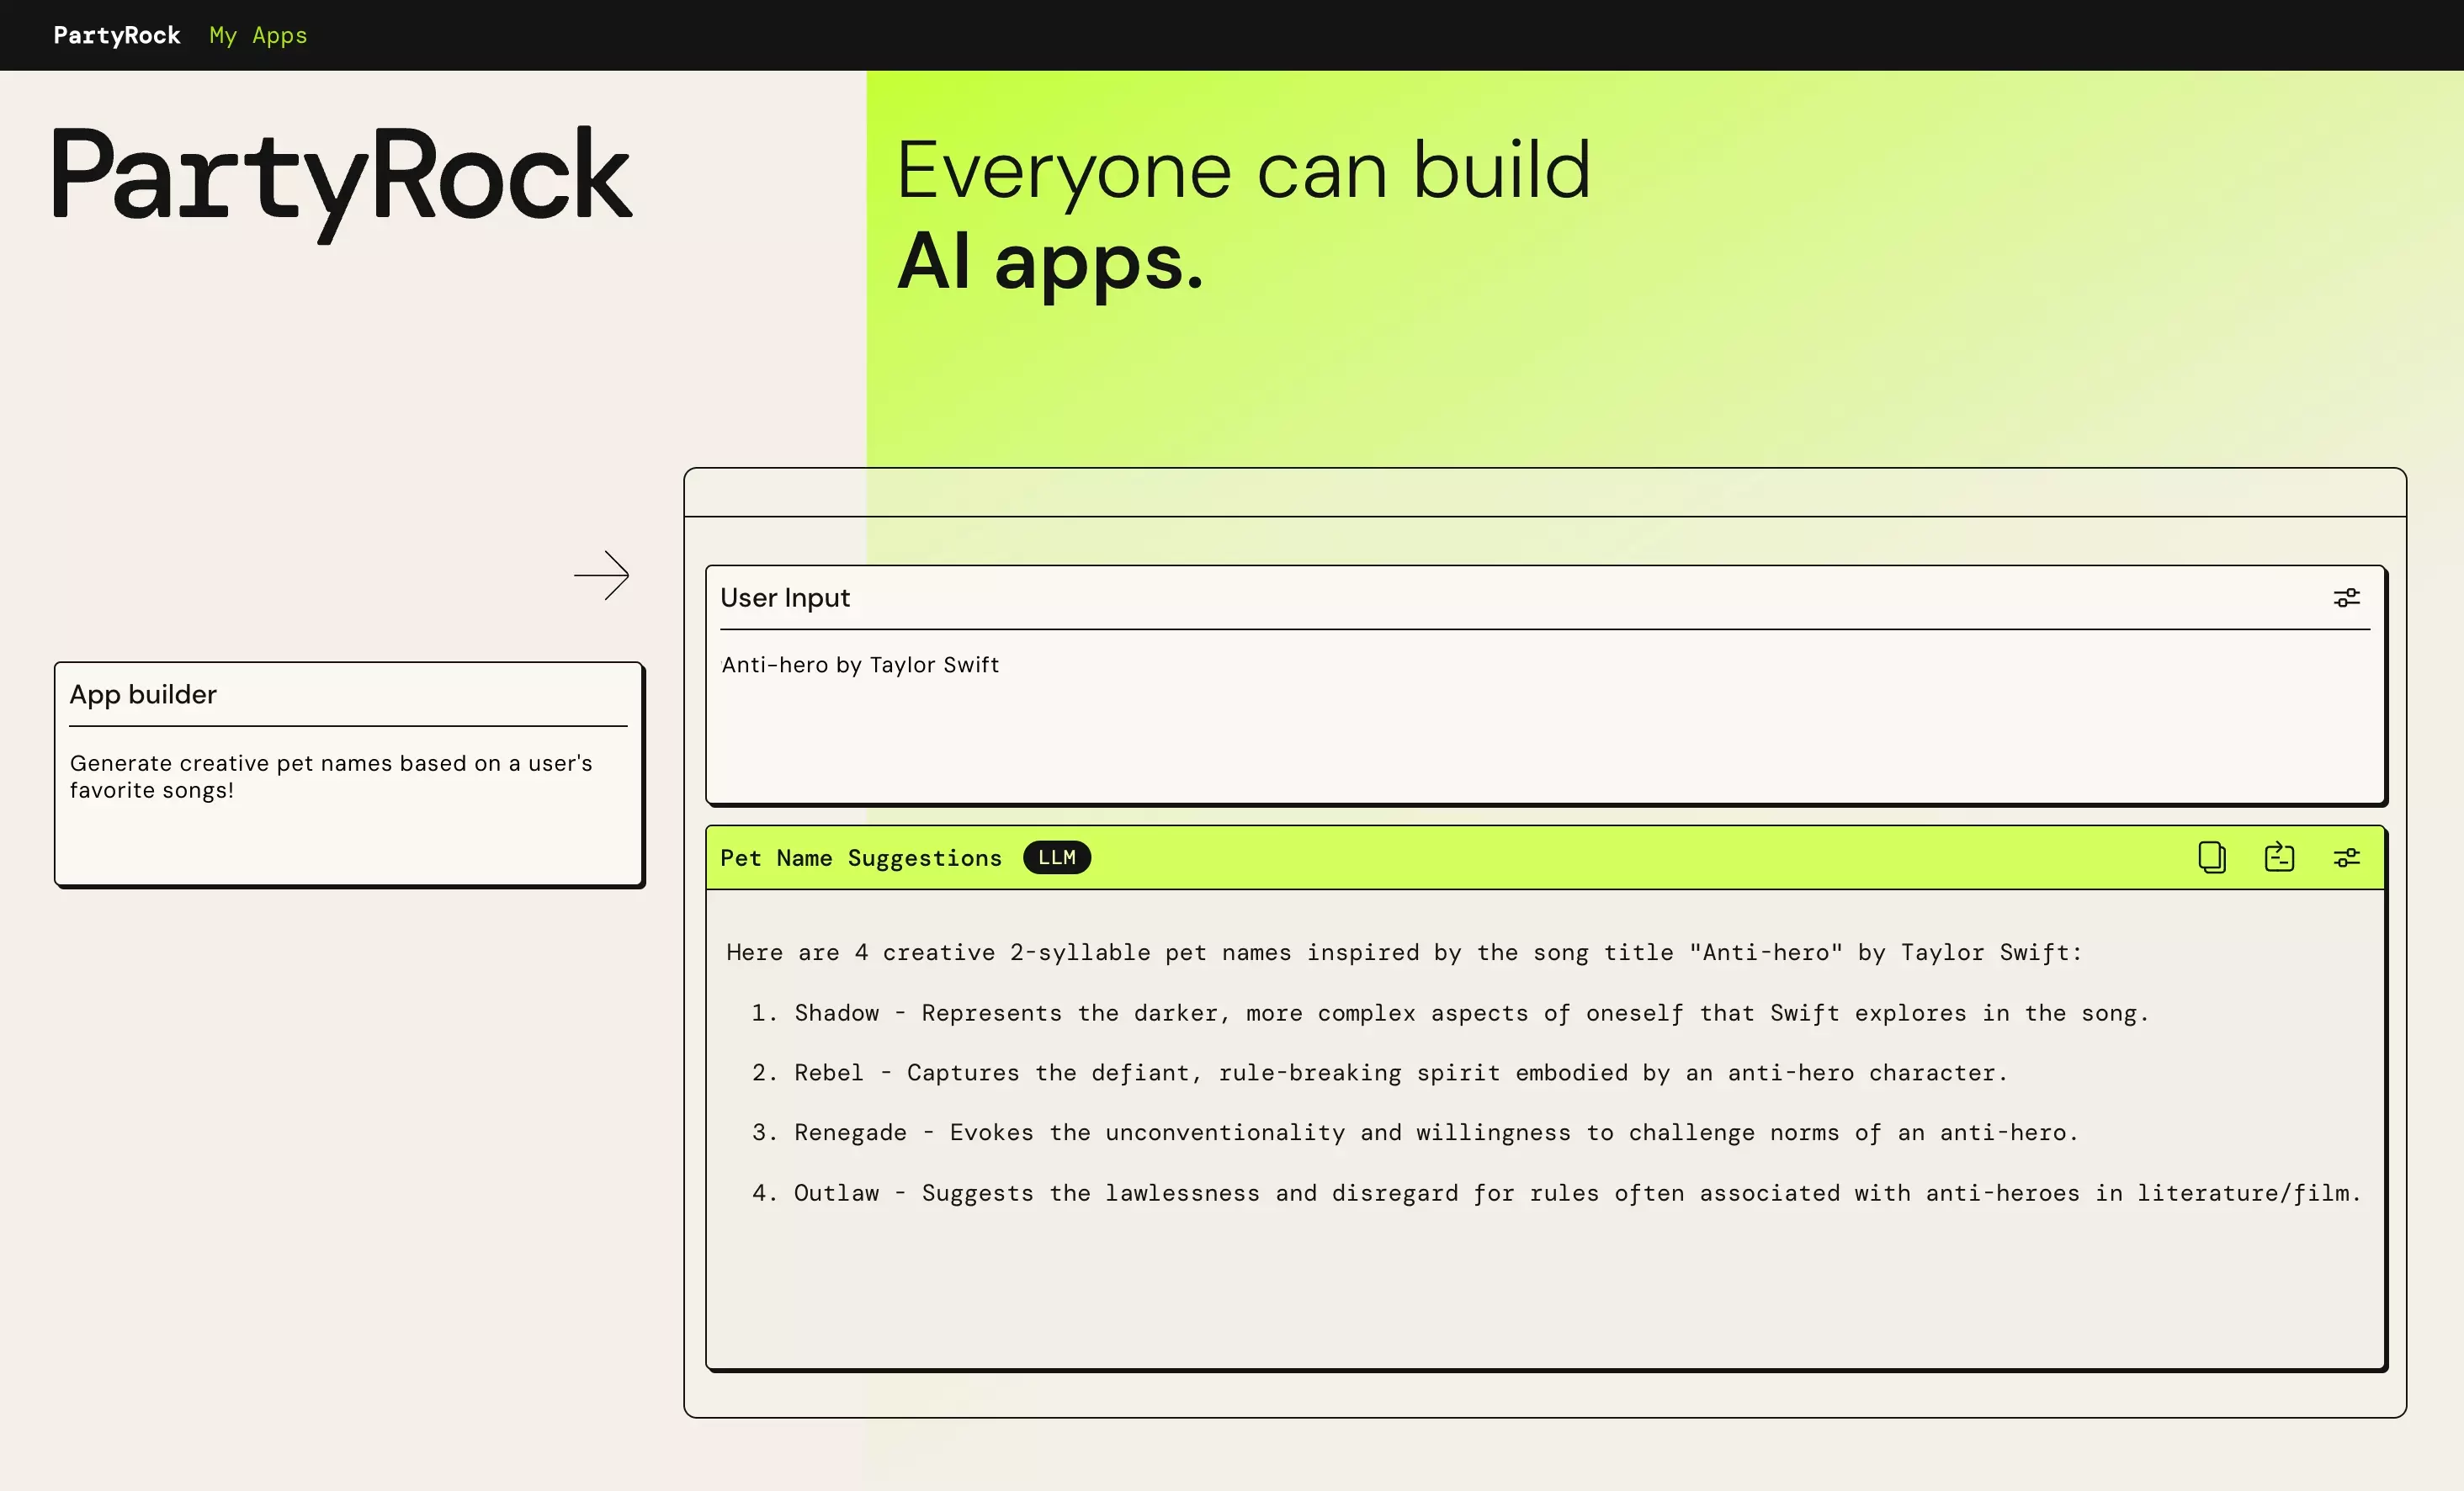 PartyRock My Apps
PartyRock
Everyone can build
AI apps.
App builder
Generate creative pet names based on a user's
favorite songs!
User Input
Anti-hero by Taylor Swift
Pet Name Suggestions LLM
Here are 4 creative 2-syllable pet names inspired by the song title "Anti-hero" by Taylor Swift:
1. Shadow - Represents the darker, more complex aspects of oneself that Swift explores in the song.
2. Rebel - Captures the defiant, rule-breaking spirit embodied by an anti-hero character.
3. Renegade - Evokes the unconventionality and willingness to challenge norms of an anti-hero.
4. Outlaw - Suggests the lawlessness and disregard for rules often associated with anti-heroes in literature/film.